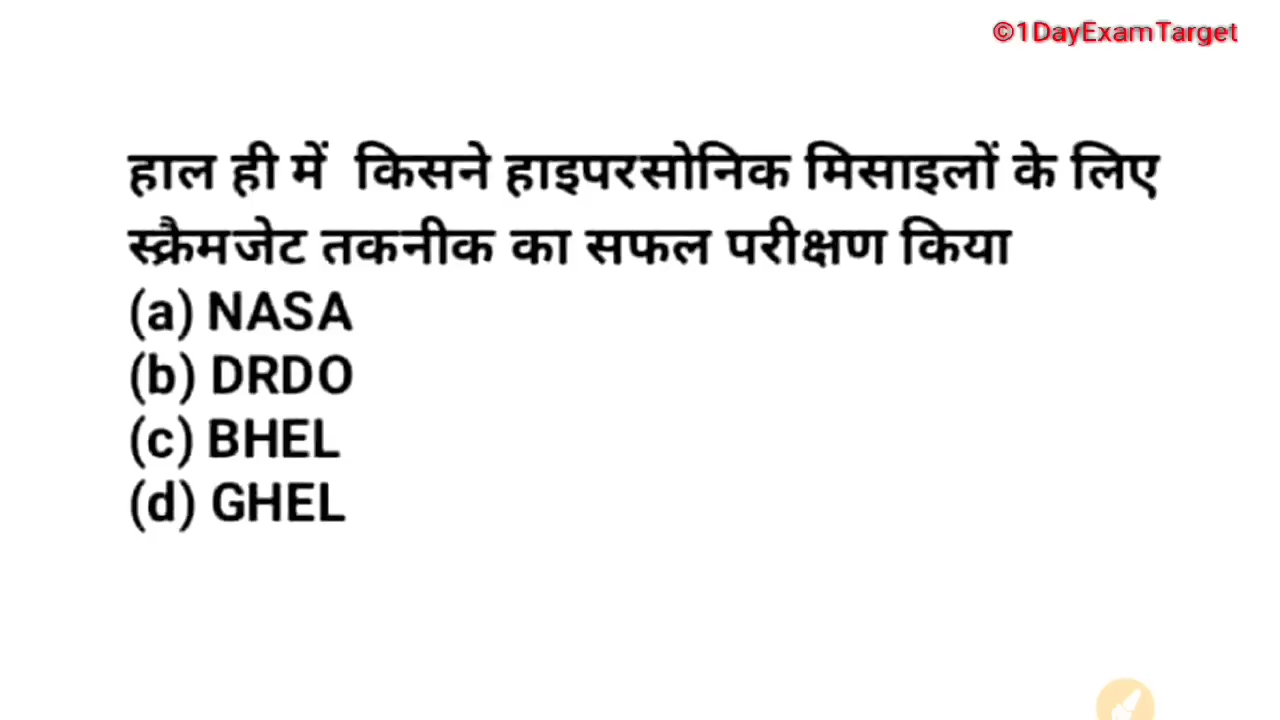 ©1DayExamTarget
हाल ही में किसने हाइपरसोनिक मिसाइलों के लिए
स्क्रैमजेट तकनीक का सफल परीक्षण किया
(a) NASA
(b) DRDO
(c) BHEL
(d) GHEL